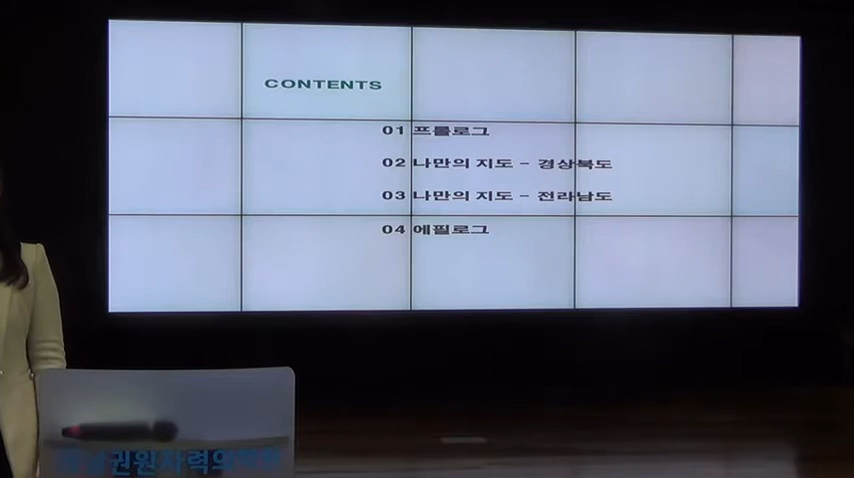 CONTENTS
01 프롤로그
02 나만의 지도 - 경상북도
03 나만의 지도 - 전라남도
04 에필로그